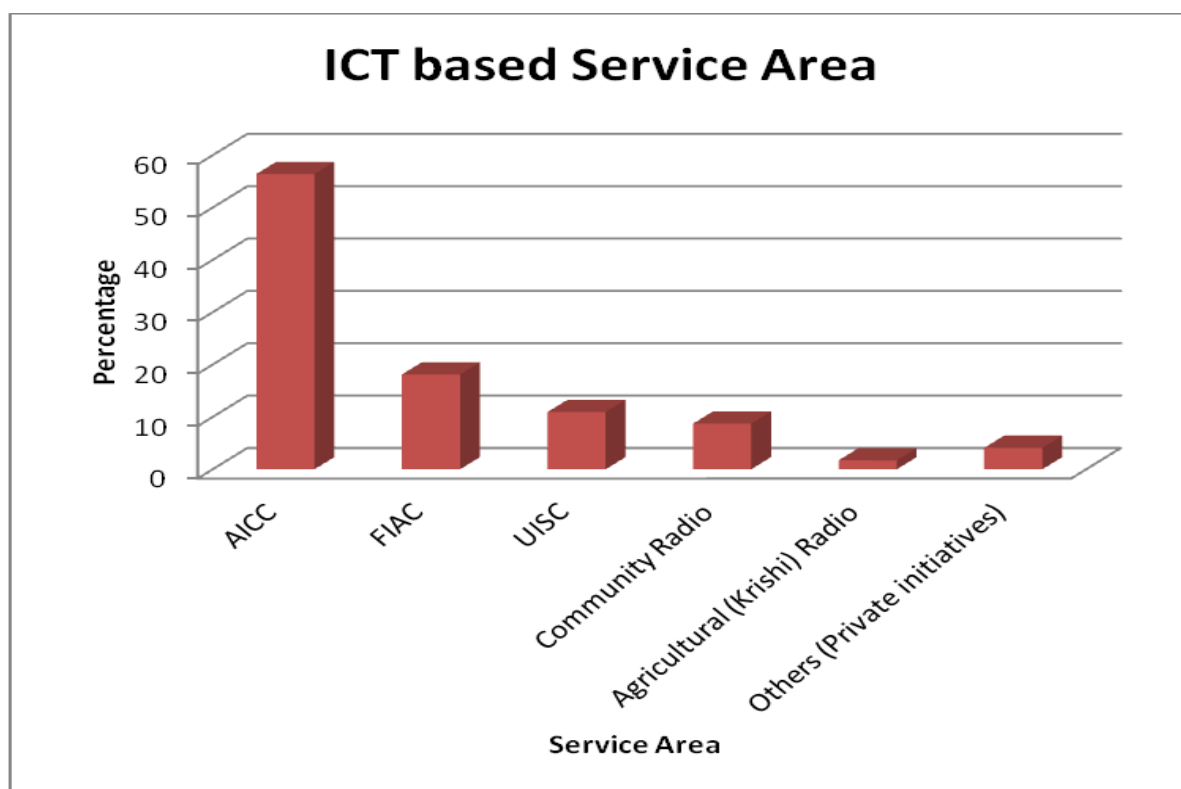 ICT based Service Area
Percentage
60
50
40
30
20
10
0
AICC
FIAC
UISC
Community Radio
Agricultural (Krishi) Radio
Others (Private initiatives)
Service Area